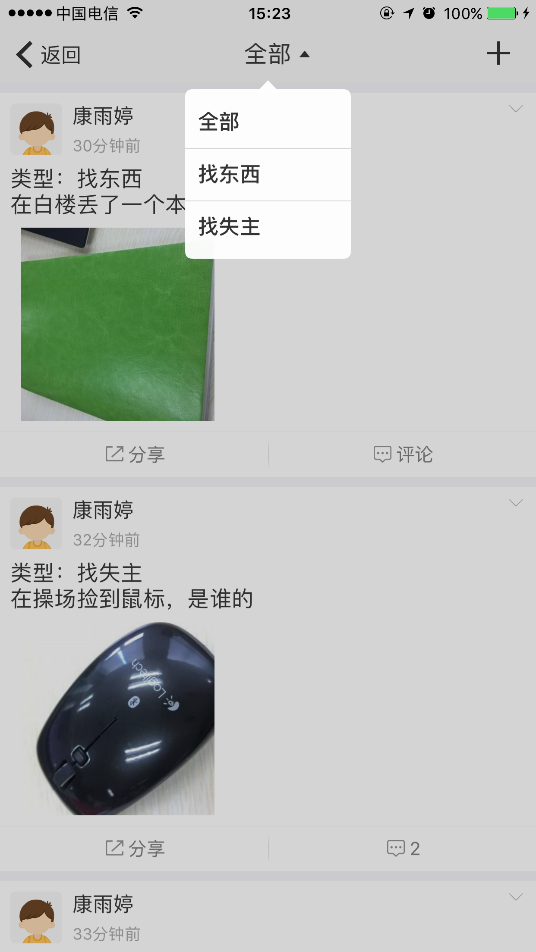 中国电信 15:23 100%
返回 全部
全部
找东西
找失主
康雨婷
30分钟前
类型：找东西
在白楼丢了一个本
分享 评论
康雨婷
32分钟前
类型：找失主
在操场捡到鼠标，是谁的
Logitech
分享 2
康雨婷
33分钟前